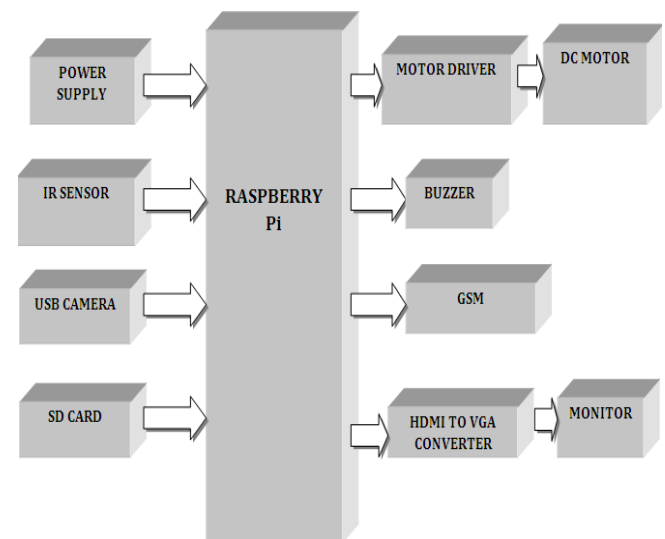 POWER
SUPPLY
IR SENSOR
USB CAMERA
SD CARD
RASPBERRY
Pi
MOTOR DRIVER
DC MOTOR
BUZZER
GSM
HDMI TO VGA
CONVERTER
MONITOR